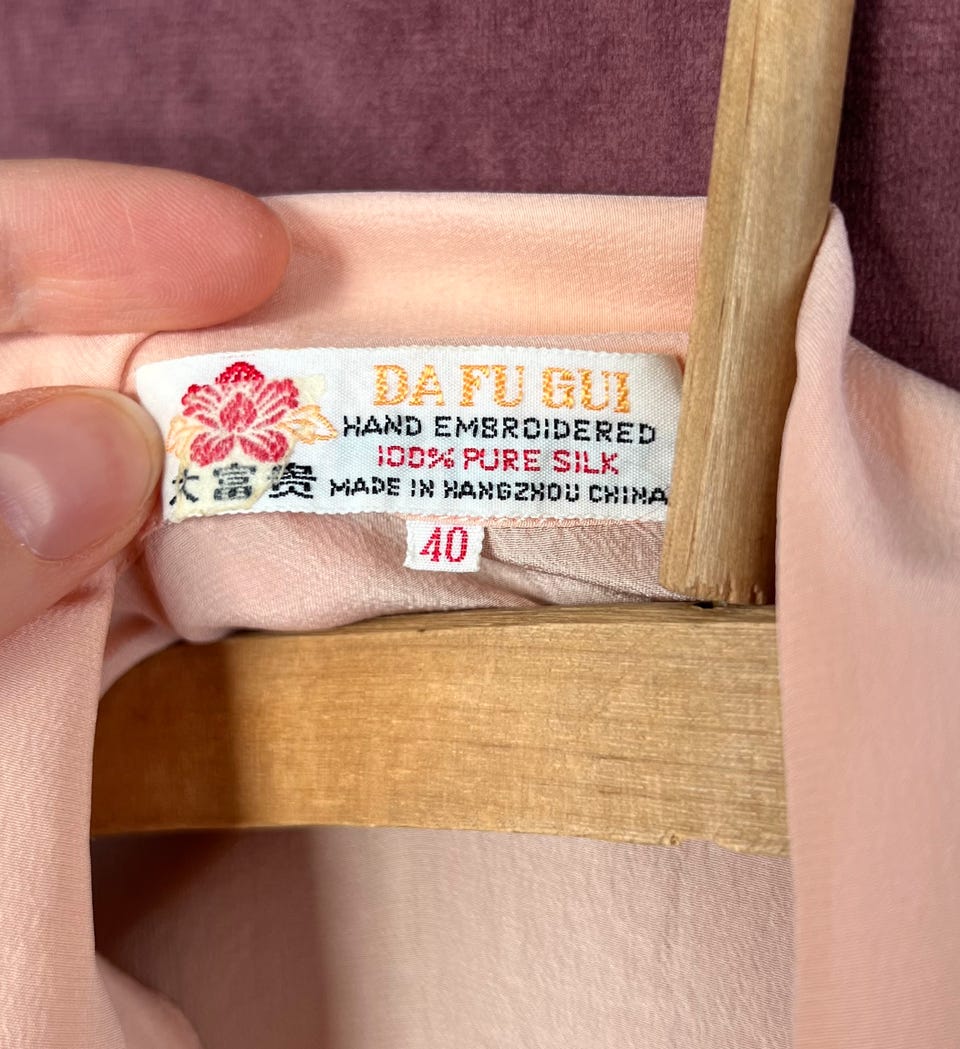 DA FU GUI
HAND EMBROIDERED
100% PURE SILK
MADE IN HANGZHOU CHINA
大富贵
40